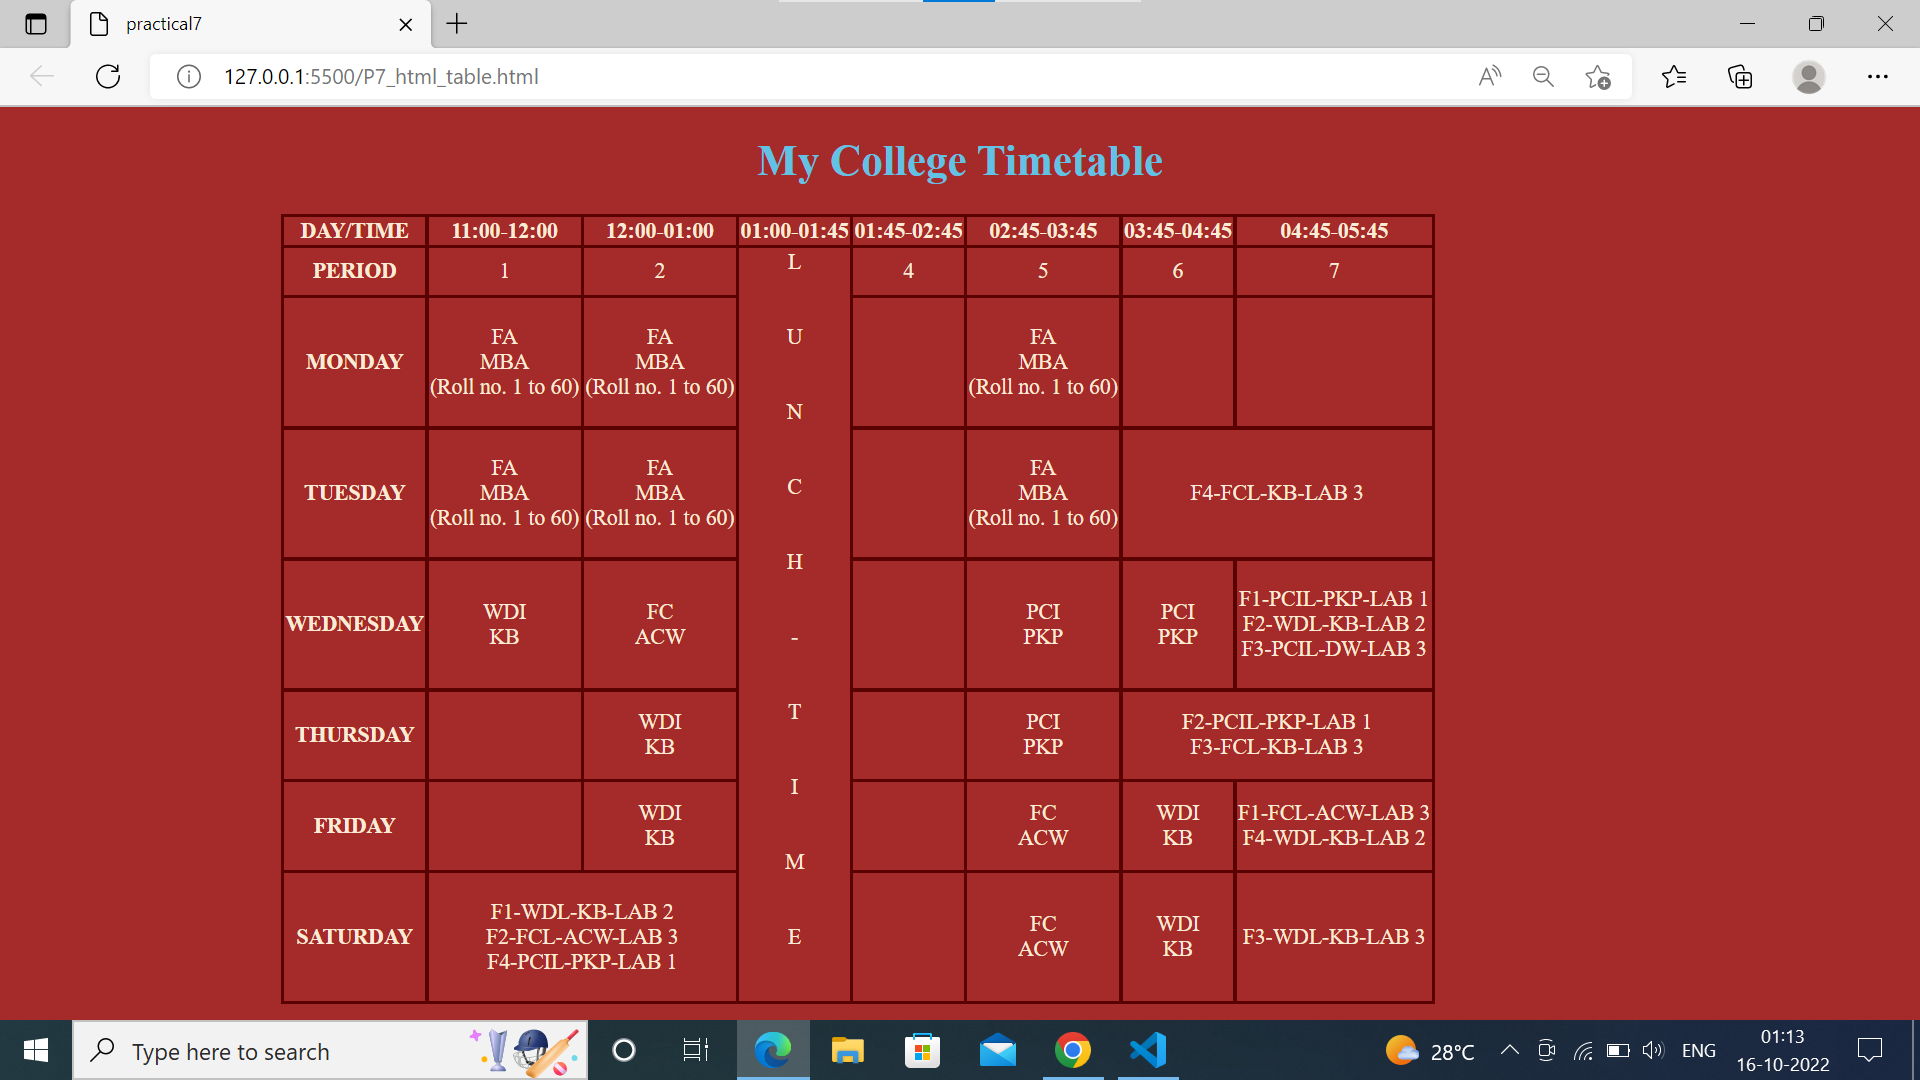 practical7
127.0.0.1:5500/P7_html_table.html
My College Timetable
DAY/TIME 11:00-12:00 12:00-01:00 01:00-01:45 01:45-02:45 02:45-03:45 03:45-04:45 04:45-05:45
PERIOD 1 2 4 5 6 7
L
U
N
C
H
-
T
I
M
E
MONDAY
FA
MBA
(Roll no. 1 to 60)
FA
MBA
(Roll no. 1 to 60)
FA
MBA
(Roll no. 1 to 60)
TUESDAY
FA
MBA
(Roll no. 1 to 60)
FA
MBA
(Roll no. 1 to 60)
FA
MBA
(Roll no. 1 to 60)
F4-FCL-KB-LAB 3
WEDNESDAY
WDI
KB
FC
ACW
PCI
PKP
PCI
PKP
F1-PCIL-PKP-LAB 1
F2-WDL-KB-LAB 2
F3-PCIL-DW-LAB 3
THURSDAY
WDI
KB
PCI
PKP
F2-PCIL-PKP-LAB 1
F3-FCL-KB-LAB 3
FRIDAY
WDI
KB
FC
ACW
WDI
KB
F1-FCL-ACW-LAB 3
F4-WDL-KB-LAB 2
SATURDAY
F1-WDL-KB-LAB 2
F2-FCL-ACW-LAB 3
F4-PCIL-PKP-LAB 1
FC
ACW
WDI
KB
F3-WDL-KB-LAB 3
Type here to search
28°C
ENG
01:13
16-10-2022